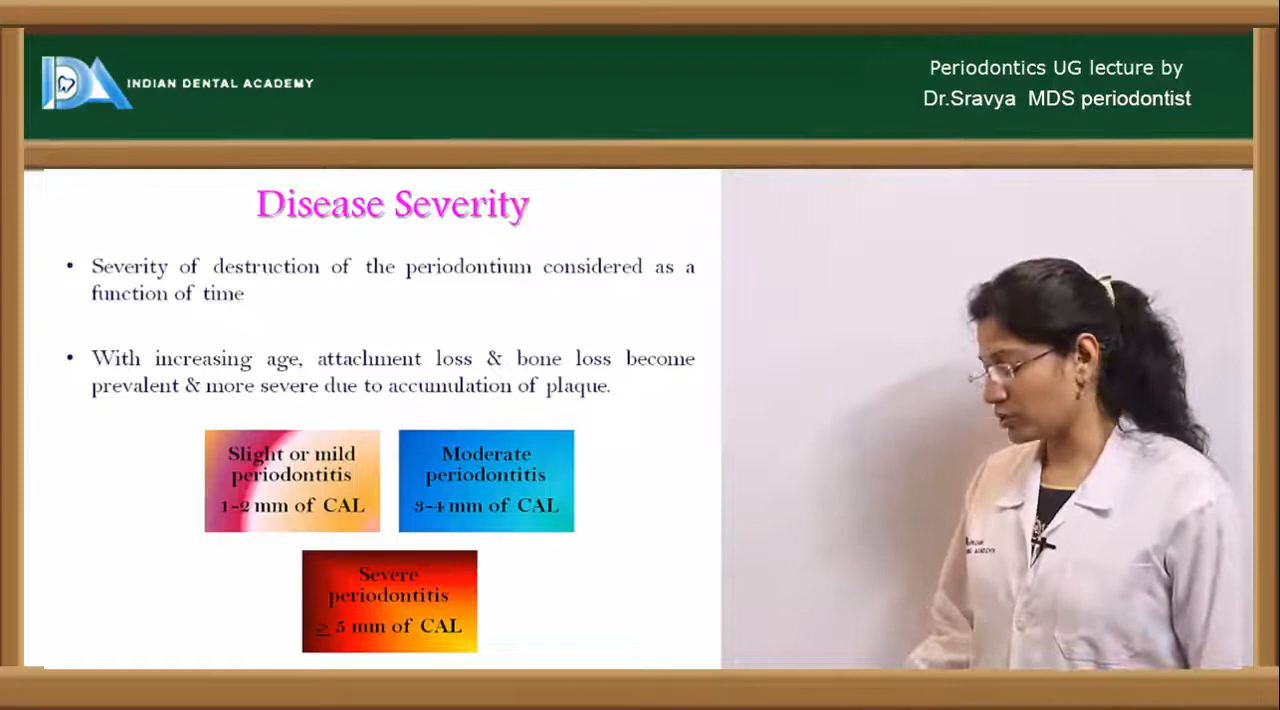 INDIAN DENTAL ACADEMY
Periodontics UG lecture by
Dr.Sravya MDS periodontist
Disease Severity
• Severity of destruction of the periodontium considered as a
function of time
• With increasing age, attachment loss & bone loss become
prevalent & more severe due to accumulation of plaque.
Slight or mild
periodontitis
1-2 mm of CAL
Moderate
periodontitis
3-4 mm of CAL
Severe
periodontitis
≥ 5 mm of CAL